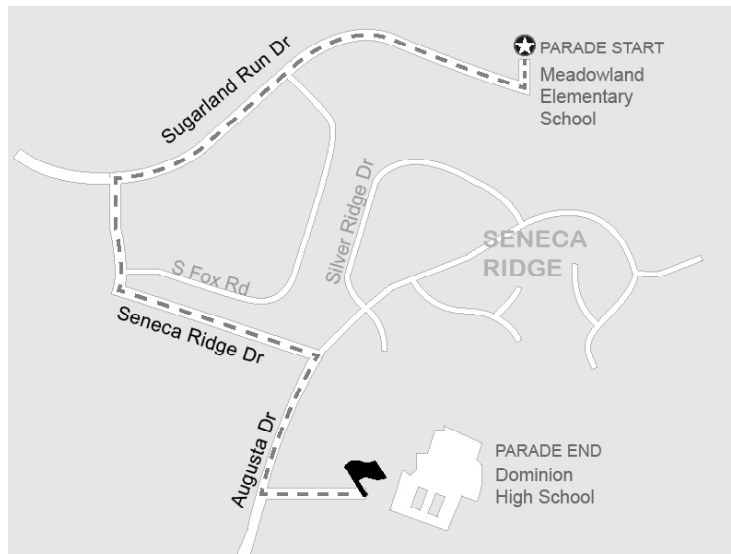 PARADE START
Meadowland
Elementary
School
Sugarland Run Dr
Silver Ridge Dr
SENECA
RIDGE
S Fox Rd
Seneca Ridge Dr
Augusta Dr
PARADE END
Dominion
High School